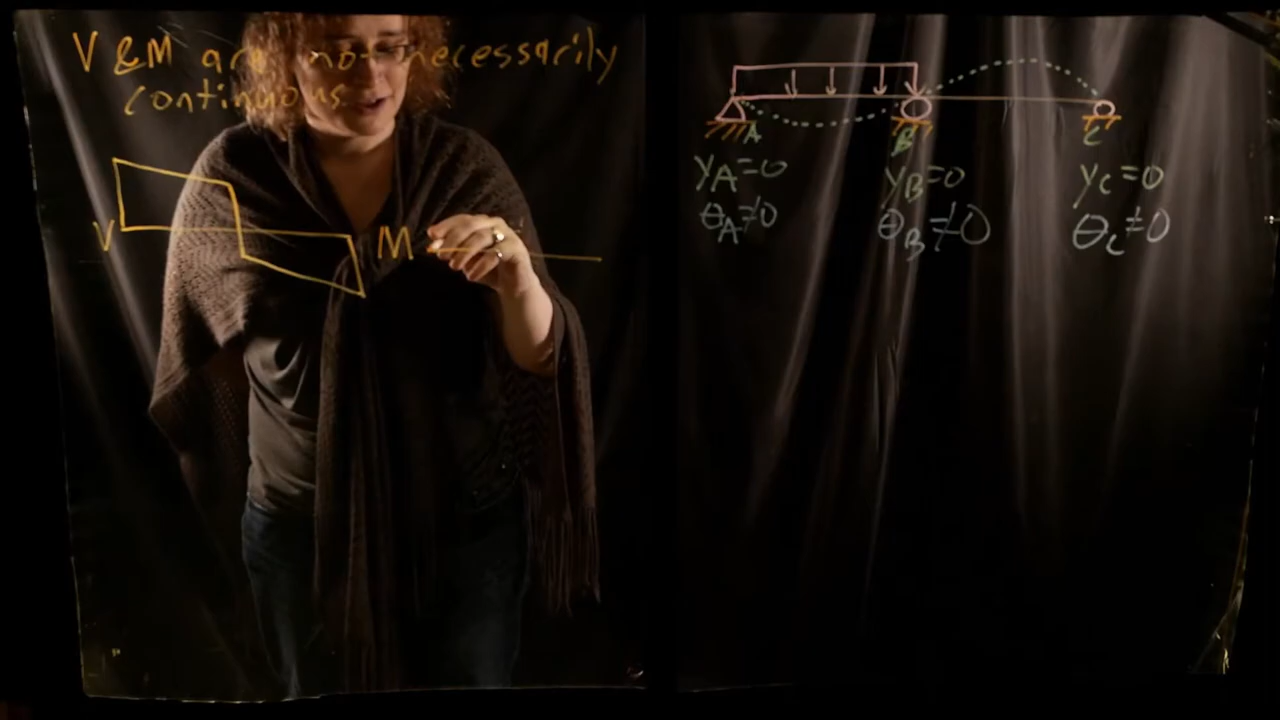 V & M are not necessarily
continuous
V
M
A
B
C
yA=0
yB=0
yC=0
θA≠0
θB≠0
θC≠0